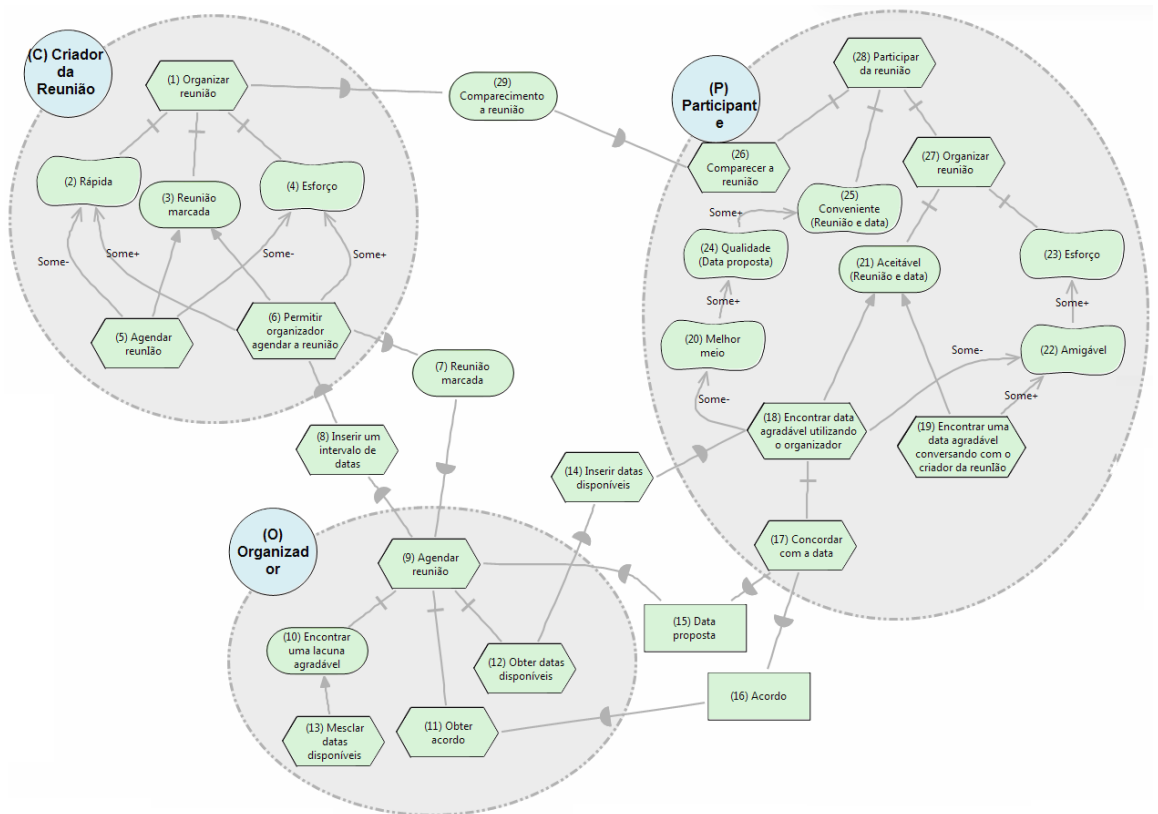 (C) Criador
da
Reunião
(1) Organizar
reunião
(2) Rápida
(3) Reunião
marcada
(4) Esforço
Some-
Some+
Some-
Some+
(5) Agendar
reunIão
(6) Permitir
organizador
agendar a reunião
(29)
Comparecimento
a reunião
(7) Reunião
marcada
(8) Inserir um
intervalo de
datas
(P)
Participant
e
(28) Participar
da reunião
(26)
Comparecer a
reunião
(27) Organizar
reunião
(25)
Conveniente
(Reunião e data)
Some+
(24) Qualidade
(Data proposta)
(21) Aceitável
(Reunião e data)
(23) Esforço
Some+
Some+
(20) Melhor
meio
Some-
(22) Amigável
Some-
Some+
(18) Encontrar data
agradável utilizando
o organizador
(19) Encontrar uma
data agradável
conversando com o
criador da reunIão
(14) Inserir datas
disponíveis
(17) Concordar
com a data
(15) Data
proposta
(16) Acordo
(O)
Organizad
or
(9) Agendar
reunião
(10) Encontrar
uma lacuna
agradável
(12) Obter datas
disponíveis
(13) Mesclar
datas
disponíveis
(11) Obter
acordo